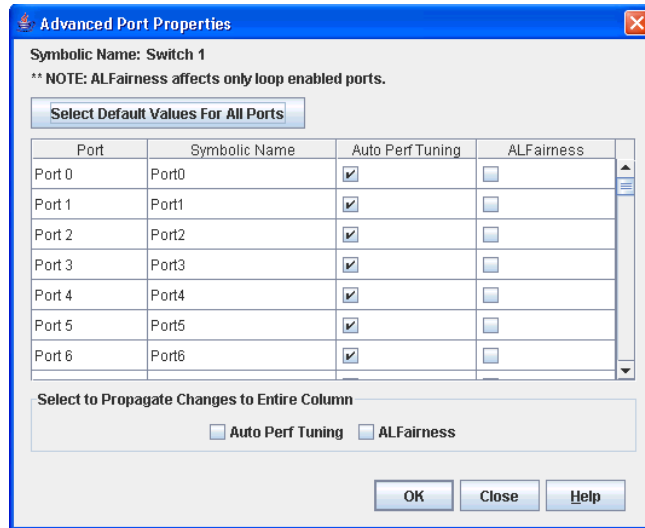 Advanced Port Properties
Symbolic Name: Switch 1
** NOTE: ALFairness affects only loop enabled ports.
Select Default Values For All Ports
Port Symbolic Name Auto Perf Tuning ALFairness
Port 0 Port0
Port 1 Port1
Port 2 Port2
Port 3 Port3
Port 4 Port4
Port 5 Port5
Port 6 Port6
Select to Propagate Changes to Entire Column
Auto Perf Tuning ALFairness
OK Close Help